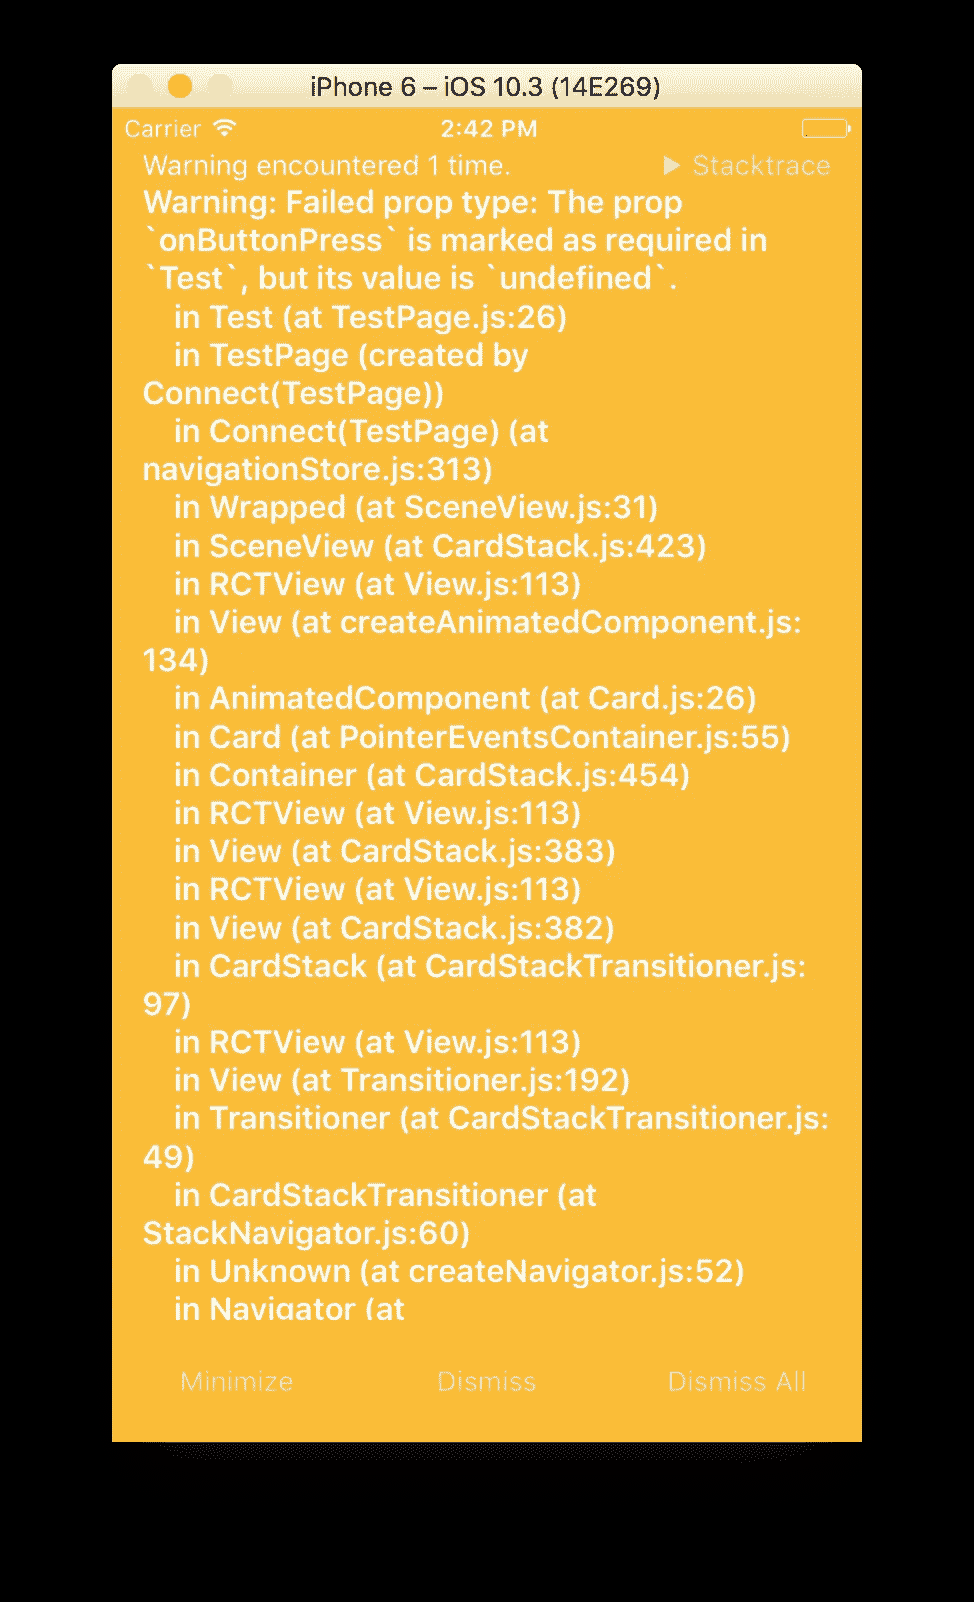 iPhone 6 – iOS 10.3 (14E269)
Carrier 2:42 PM
Warning encountered 1 time. ▶ Stacktrace
Warning: Failed prop type: The prop
`onButtonPress` is marked as required in
`Test`, but its value is `undefined`.
in Test (at TestPage.js:26)
in TestPage (created by
Connect(TestPage))
in Connect(TestPage) (at
navigationStore.js:313)
in Wrapped (at SceneView.js:31)
in SceneView (at CardStack.js:423)
in RCTView (at View.js:113)
in View (at createAnimatedComponent.js:
134)
in AnimatedComponent (at Card.js:26)
in Card (at PointerEventsContainer.js:55)
in Container (at CardStack.js:454)
in RCTView (at View.js:113)
in View (at CardStack.js:383)
in RCTView (at View.js:113)
in View (at CardStack.js:382)
in CardStack (at CardStackTransitioner.js:
97)
in RCTView (at View.js:113)
in View (at Transitioner.js:192)
in Transitioner (at CardStackTransitioner.js:
49)
in CardStackTransitioner (at
StackNavigator.js:60)
in Unknown (at createNavigator.js:52)
in Navigator (at
Minimize Dismiss Dismiss All